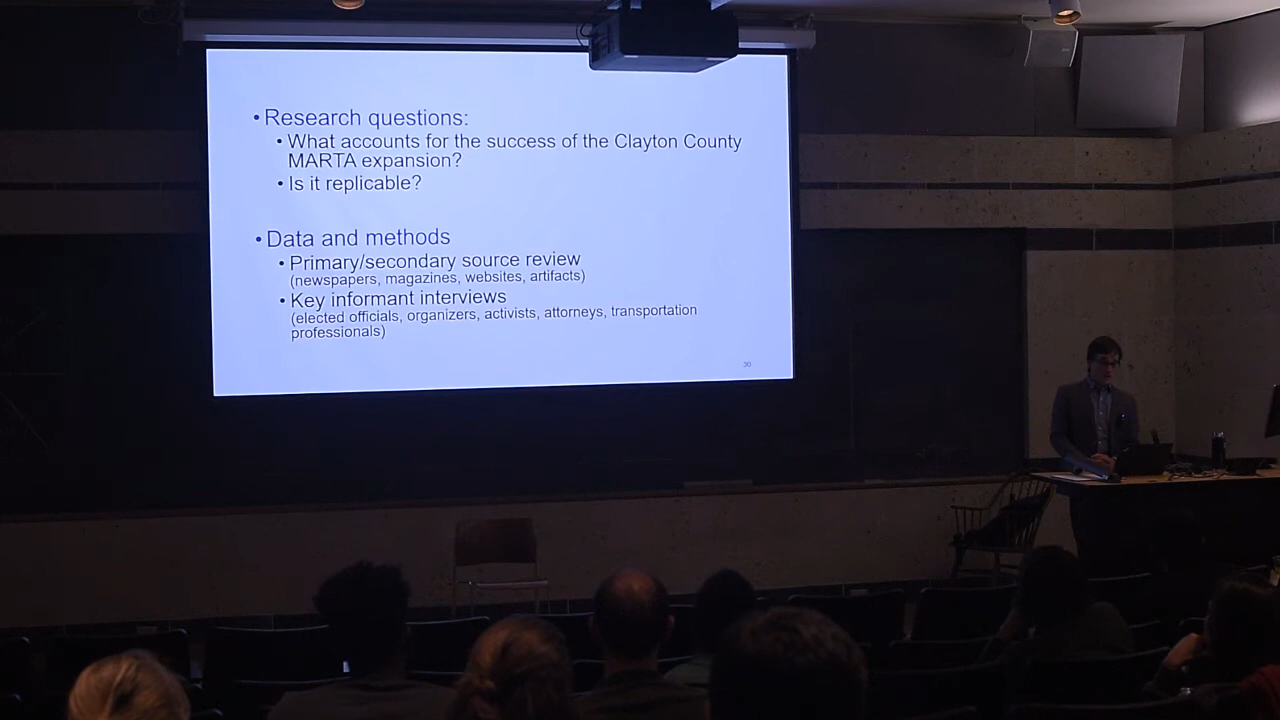 • Research questions:
• What accounts for the success of the Clayton County
MARTA expansion?
• Is it replicable?
• Data and methods
• Primary/secondary source review
(newspapers, magazines, websites, artifacts)
• Key informant interviews
(elected officials, organizers, activists, attorneys, transportation
professionals)
30